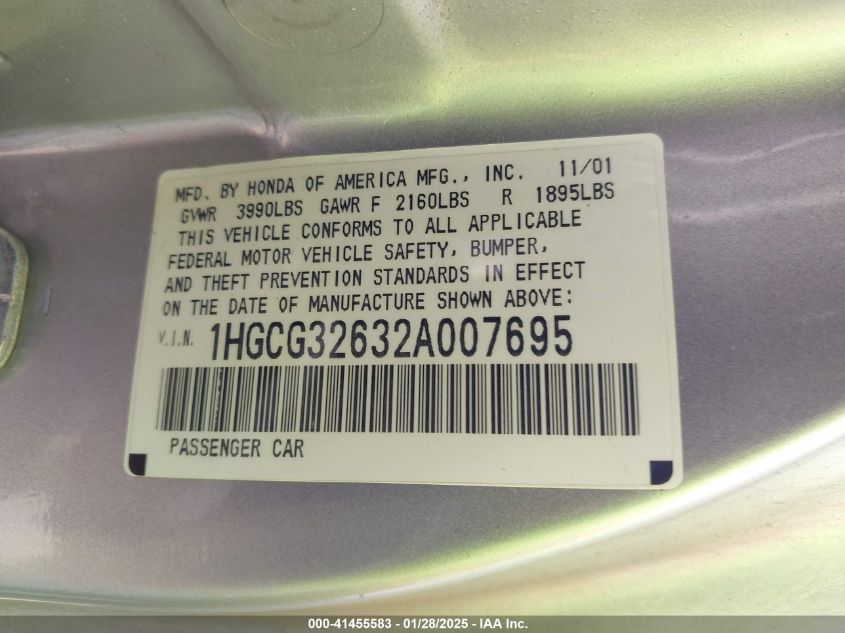 MFD. BY HONDA OF AMERICA MFG., INC. 11/01
GVWR 3990LBS GAWR F 2160LBS R 1895LBS
THIS VEHICLE CONFORMS TO ALL APPLICABLE
FEDERAL MOTOR VEHICLE SAFETY, BUMPER,
AND THEFT PREVENTION STANDARDS IN EFFECT
ON THE DATE OF MANUFACTURE SHOWN ABOVE:
V.I.N. 1HGCG32632A007695
PASSENGER CAR
000-41455583 - 01/28/2025 - IAA Inc.